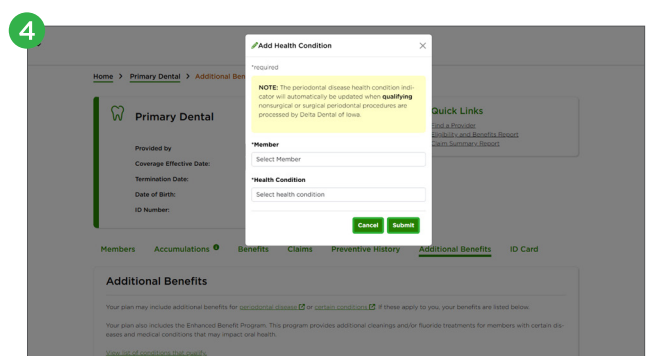 4
Add Health Condition
*required
NOTE: The periodontal disease health condition indi-
cator will automatically be updated when qualifying
nonsurgical or surgical periodontal procedures are
processed by Delta Dental of Iowa.
*Member
Select Member
*Health Condition
Select health condition
Cancel Submit
Home > Primary Dental > Additional Ben
Primary Dental
Provided by
Coverage Effective Date:
Termination Date:
Date of Birth:
ID Number:
Quick Links
Find a Provider
Eligibility and Benefits Report
Claim Summary Report
Members Accumulations Benefits Claims Preventive History Additional Benefits ID Card
Additional Benefits
Your plan may include additional benefits for periodontal disease or certain conditions. If these apply to you, your benefits are listed below.
Your plan also includes the Enhanced Benefit Program. This program provides additional cleanings and/or fluoride treatments for members with certain dis-
eases and medical conditions that may impact oral health.
View list of conditions that qualify.